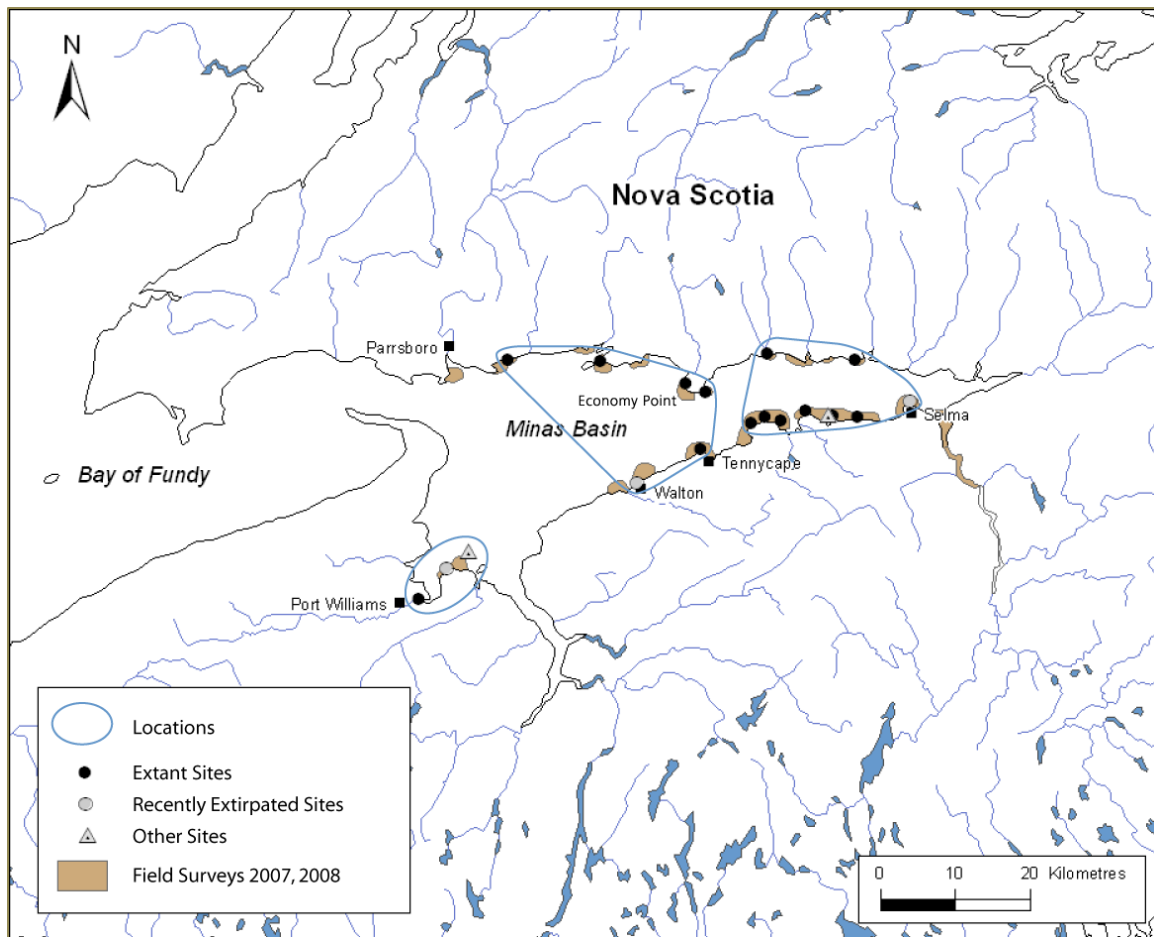 N
Nova Scotia
Parrsboro
Economy Point
Minas Basin
Selma
Bay of Fundy
Tennycape
Walton
Port Williams
Locations
Extant Sites
Recently Extirpated Sites
Other Sites
Field Surveys 2007, 2008
0 10 20 Kilometres